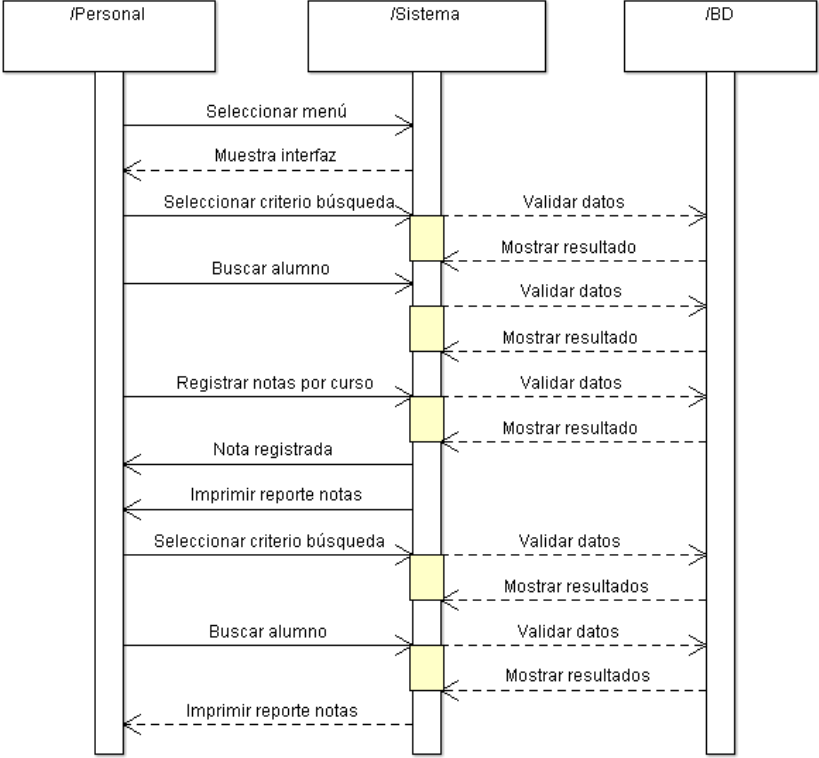 /Personal
/Sistema
/BD
Seleccionar menú
Muestra interfaz
Seleccionar criterio búsqueda
Validar datos
Mostrar resultado
Buscar alumno
Validar datos
Mostrar resultado
Registrar notas por curso
Validar datos
Mostrar resultado
Nota registrada
Imprimir reporte notas
Seleccionar criterio búsqueda
Validar datos
Mostrar resultados
Buscar alumno
Validar datos
Mostrar resultados
Imprimir reporte notas